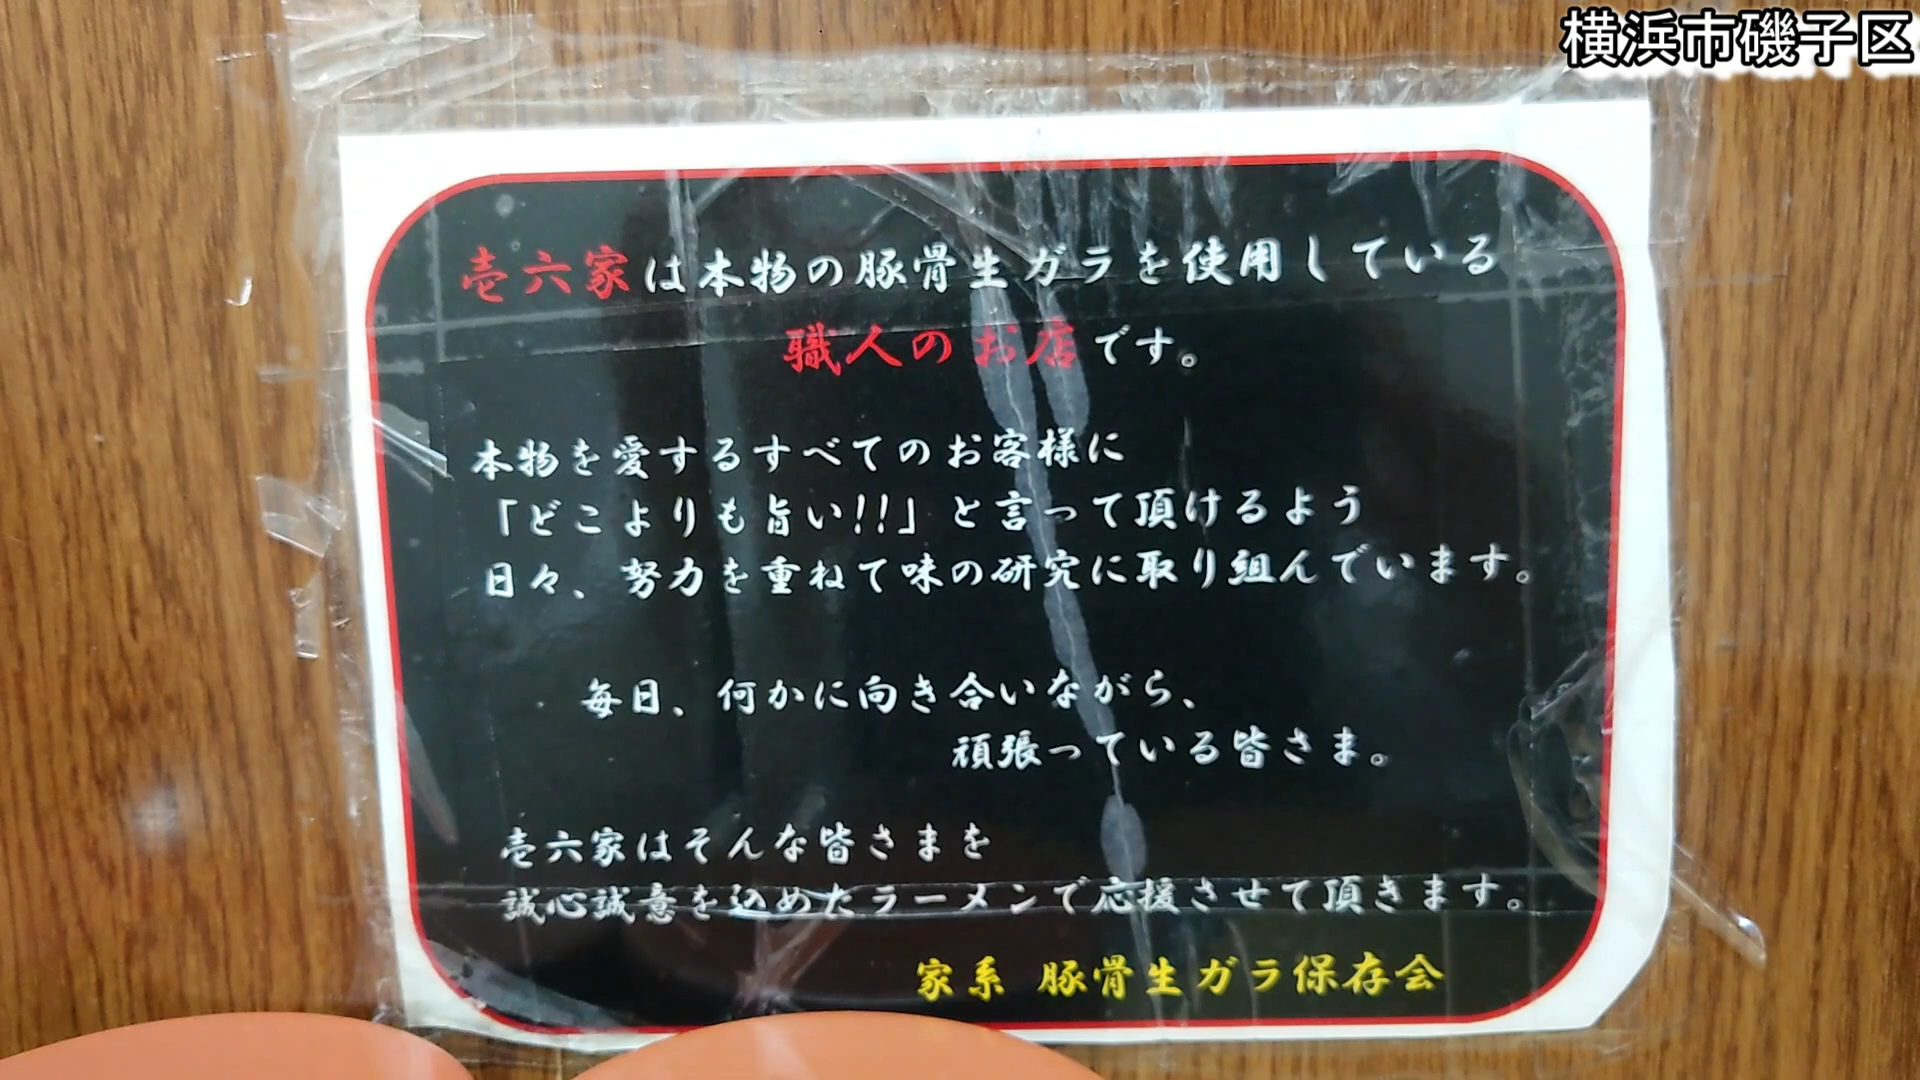 横浜市磯子区
壱六家は本物の豚骨生ガラを使用している
職人のお店です。
本物を愛するすべてのお客様に
「どこよりも旨い!!」と言って頂けるよう
日々、努力を重ねて味の研究に取り組んでいます。
毎日、何かに向き合いながら、
頑張っている皆さま。
壱六家はそんな皆さまを
誠心誠意を込めたラーメンで応援させて頂きます。
家系 豚骨生ガラ保存会